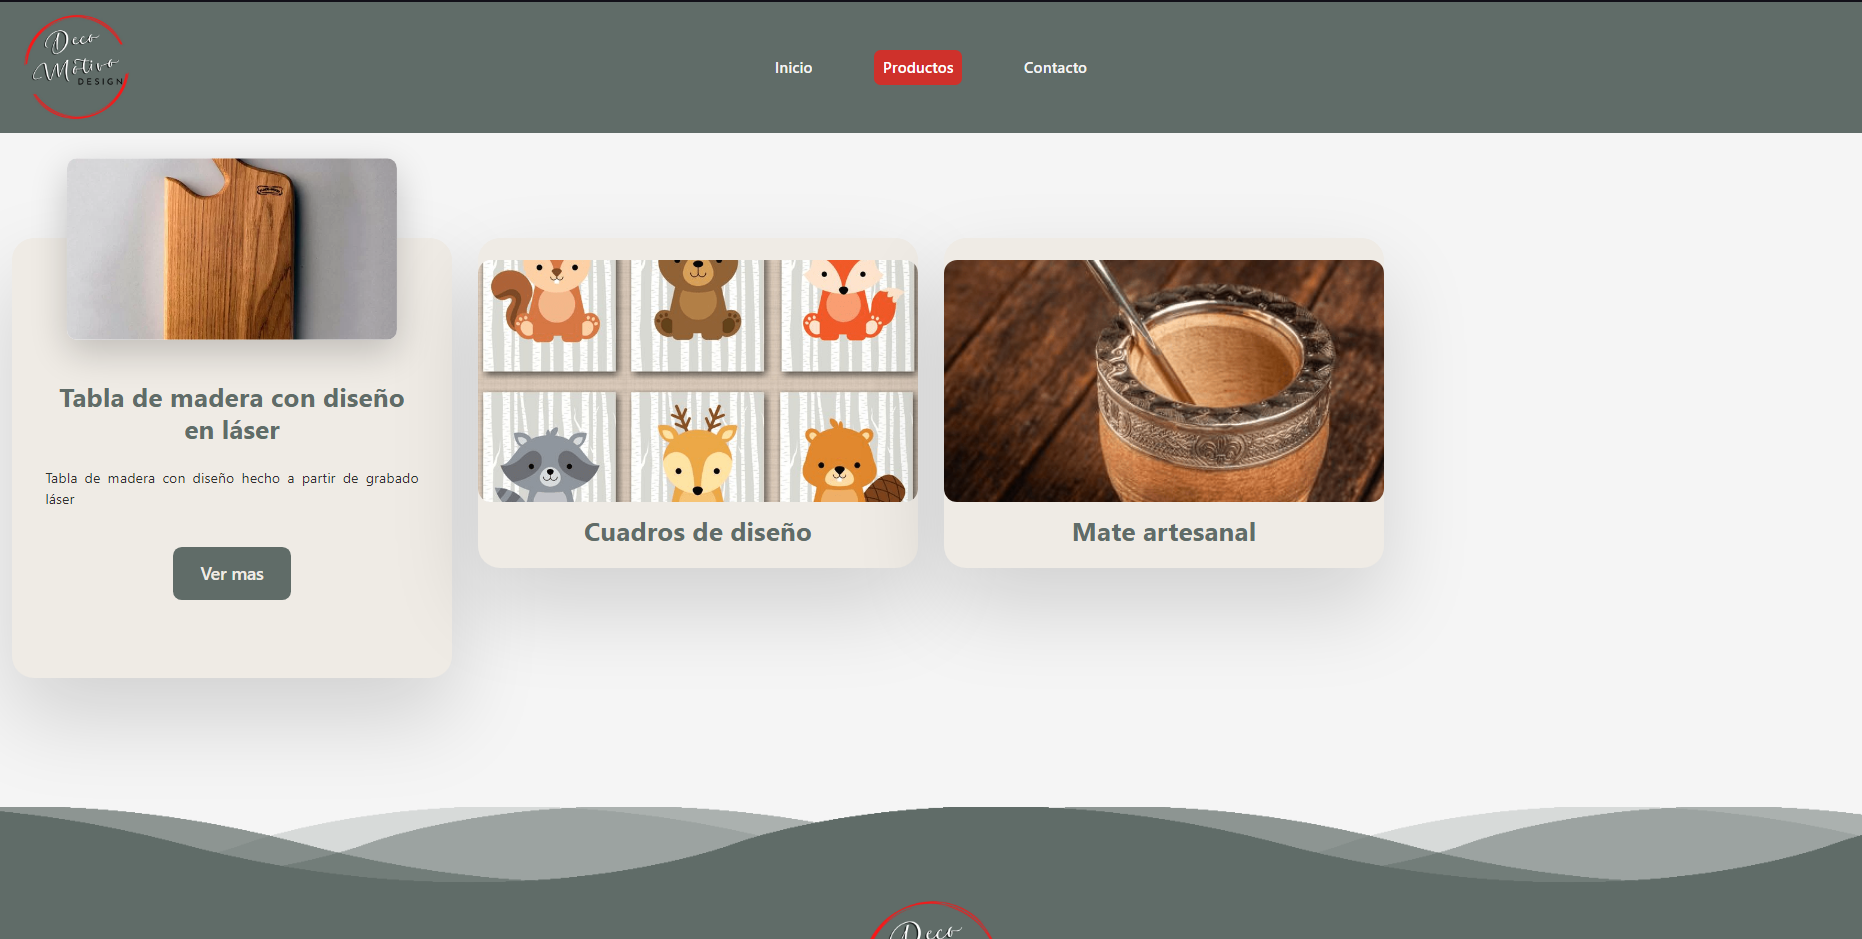 Deco
Motivo
DESIGN
Inicio
Productos
Contacto
Tabla de madera con diseño
en láser
Tabla de madera con diseño hecho a partir de grabado
láser
Ver mas
Cuadros de diseño
Mate artesanal
Deco